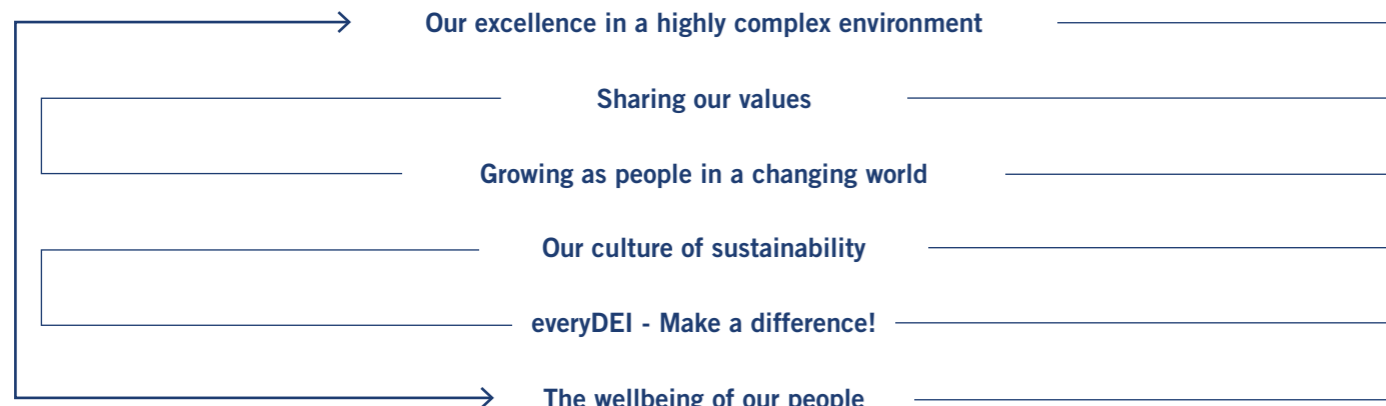 Our excellence in a highly complex environment
Sharing our values
Growing as people in a changing world
Our culture of sustainability
everyDEI - Make a difference!
The wellbeing of our people